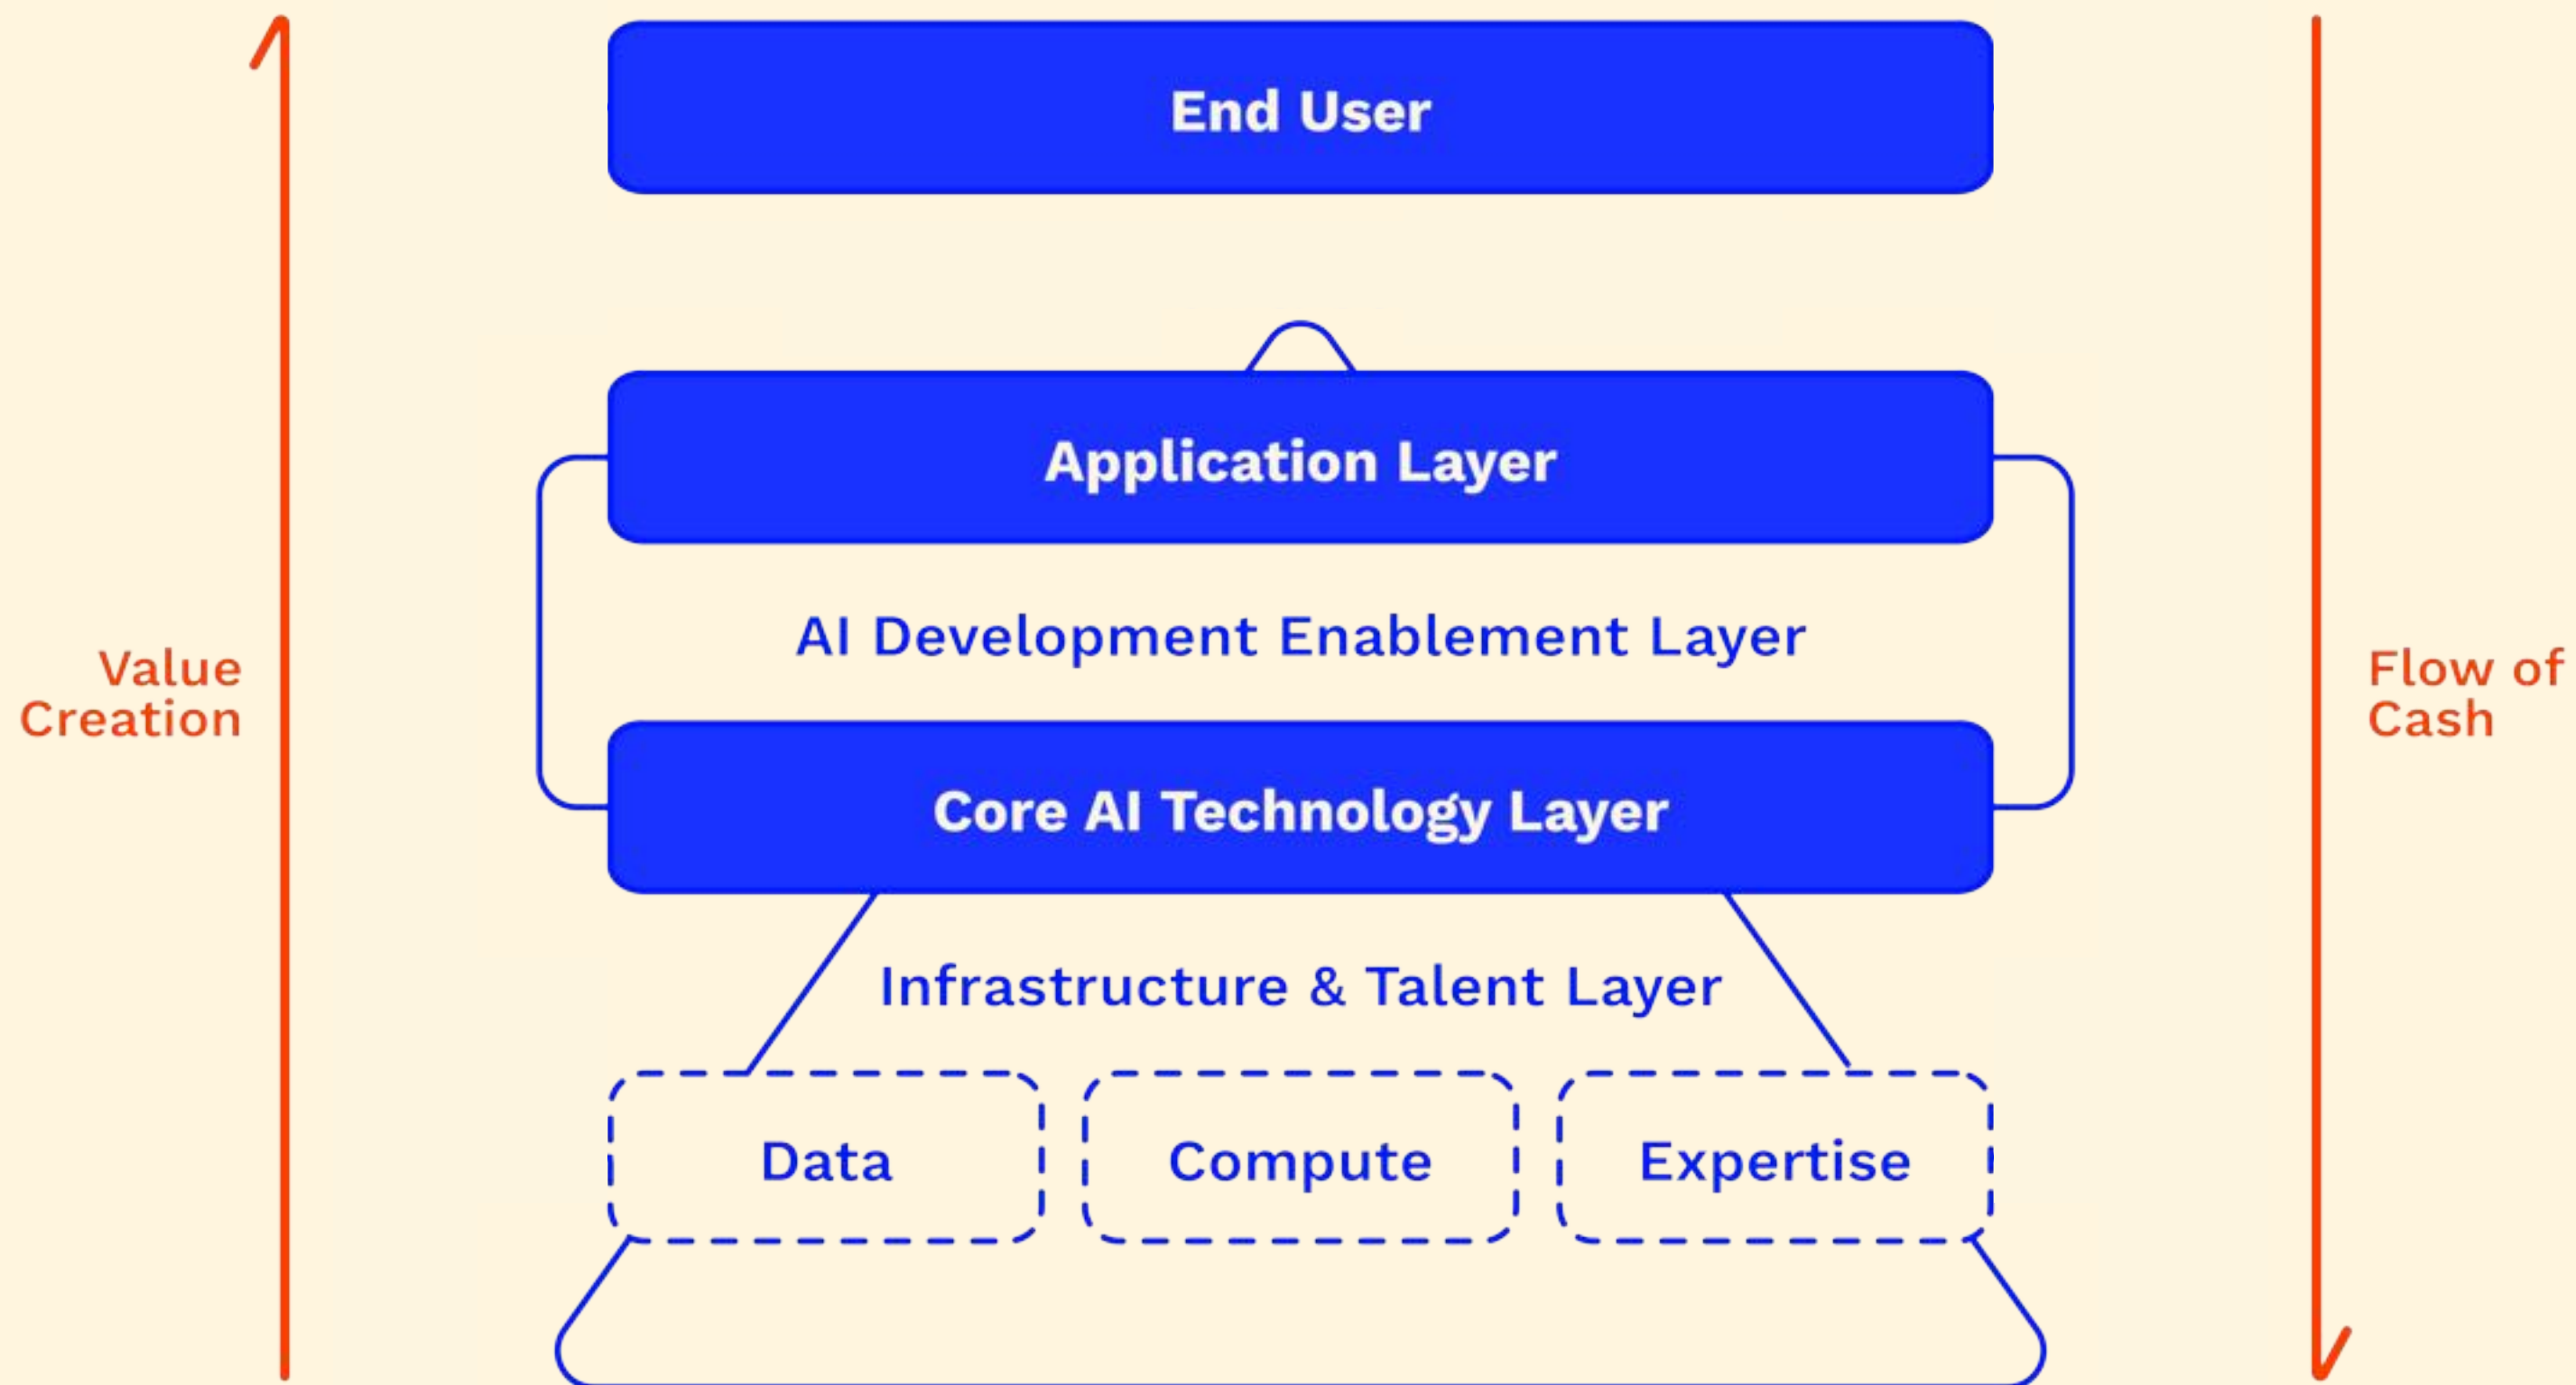 End User
Application Layer
AI Development Enablement Layer
Value
Creation
Flow of
Cash
Core AI Technology Layer
Infrastructure & Talent Layer
Data
Compute
Expertise